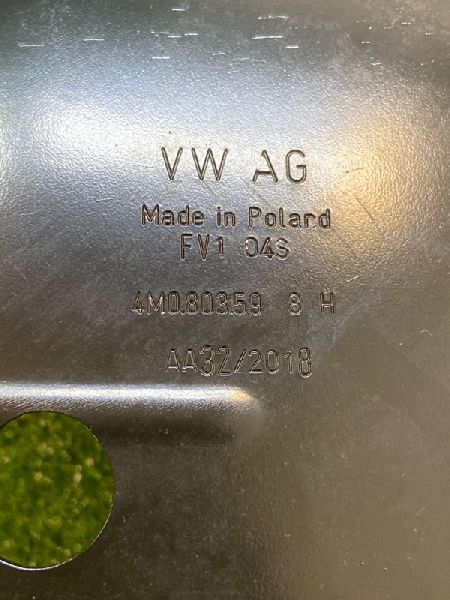 VW AG
Made in Poland
FV1 04S
4M0.803.59 8 H
AA32/2018